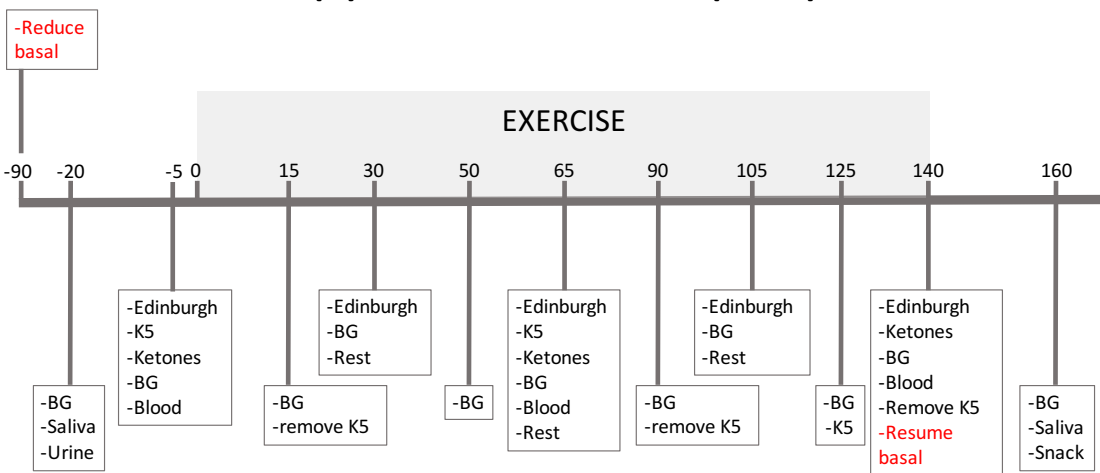 -Reduce
basal
EXERCISE
-90
-20
-5
0
15
30
50
65
90
105
125
140
160
-BG
-Saliva
-Urine
-Edinburgh
-K5
-Ketones
-BG
-Blood
-BG
-remove K5
-Edinburgh
-BG
-Rest
-BG
-Edinburgh
-K5
-Ketones
-BG
-Blood
-Rest
-BG
-remove K5
-Edinburgh
-BG
-Rest
-BG
-K5
-Edinburgh
-Ketones
-BG
-Blood
-Remove K5
-Resume
basal
-BG
-Saliva
-Snack